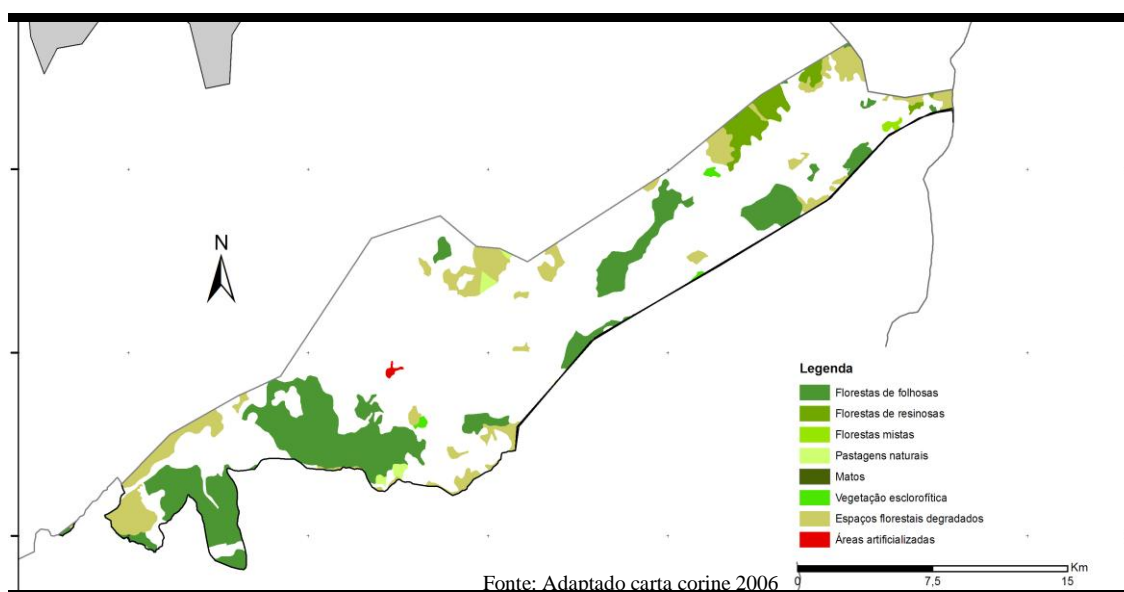 N
Legenda
Florestas de folhosas
Florestas de resinosas
Florestas mistas
Pastagens naturais
Matos
Vegetação esclorofítica
Espaços florestais degradados
Áreas artificializadas
Km
0 7,5 15
Fonte: Adaptado carta corine 2006